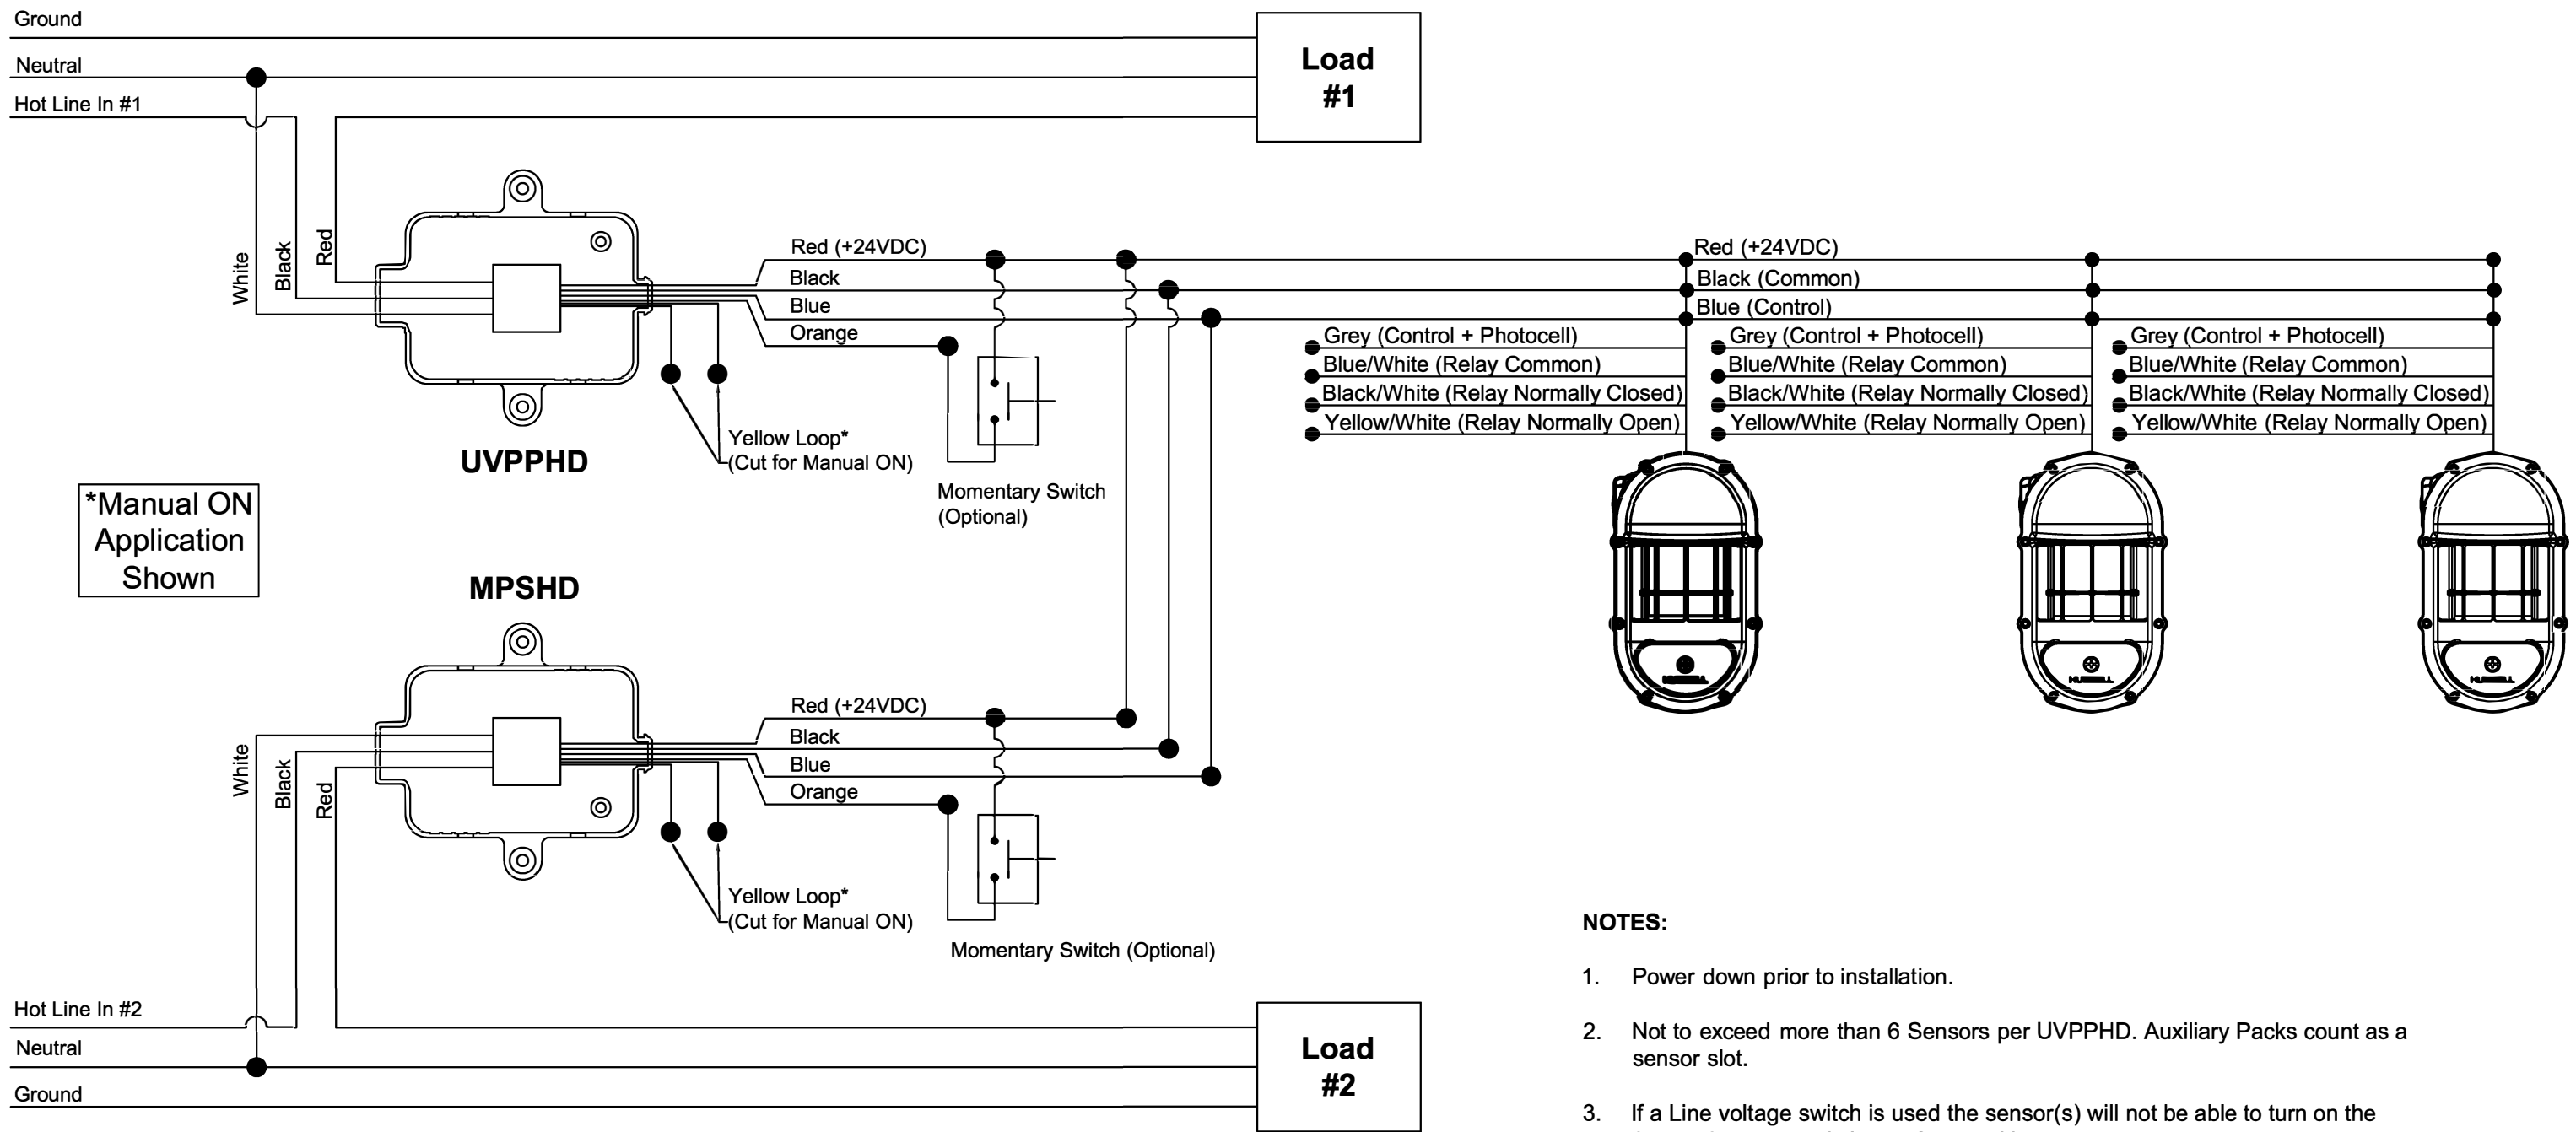 Ground
Neutral
Hot Line In #1
Load
#1
White
Black
Red
Red (+24VDC)
Black
Blue
Orange
Red (+24VDC)
Black (Common)
Blue (Control)
Grey (Control + Photocell)
Blue/White (Relay Common)
Black/White (Relay Normally Closed)
Yellow/White (Relay Normally Open)
Grey (Control + Photocell)
Blue/White (Relay Common)
Black/White (Relay Normally Closed)
Yellow/White (Relay Normally Open)
Grey (Control + Photocell)
Blue/White (Relay Common)
Black/White (Relay Normally Closed)
Yellow/White (Relay Normally Open)
Yellow Loop*
(Cut for Manual ON)
UVPPHD
Momentary Switch
(Optional)
*Manual ON
Application
Shown
MPSHD
White
Black
Red
Red (+24VDC)
Black
Blue
Orange
Yellow Loop*
(Cut for Manual ON)
Momentary Switch (Optional)
Hot Line In #2
Neutral
Ground
Load
#2
HUBBELL
HUBBELL
HUBBELL
NOTES:
1. Power down prior to installation.
2. Not to exceed more than 6 Sensors per UVPPHD. Auxiliary Packs count as a
sensor slot.
3. If a Line voltage switch is used the sensor(s) will not be able to turn on the